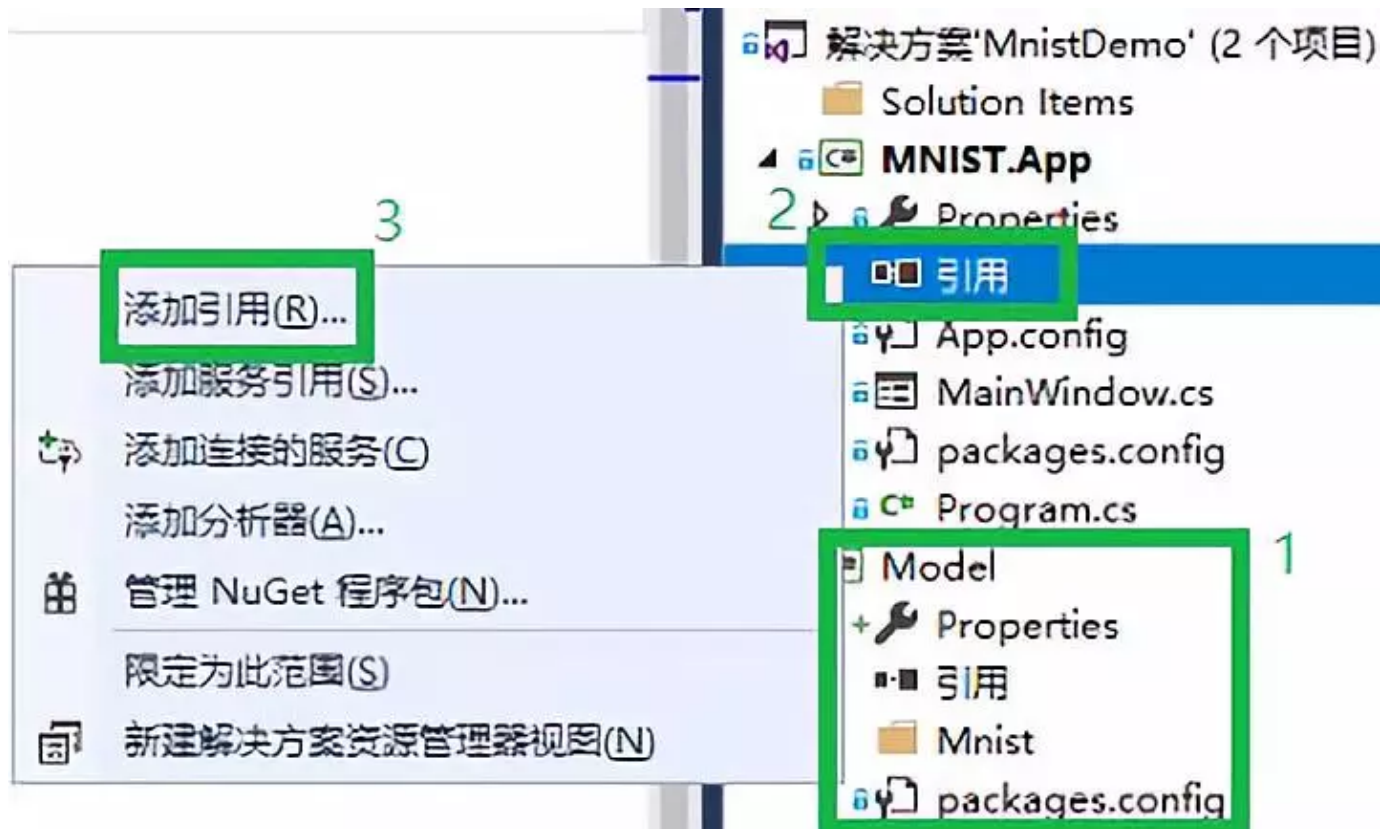 解决方案'MnistDemo' (2 个项目)
Solution Items
MNIST.App
2
Properties
引用
App.config
MainWindow.cs
packages.config
C# Program.cs
1
Model
Properties
引用
Mnist
packages.config
3
添加引用(R)...
添加服务引用(S)...
添加连接的服务(C)
添加分析器(A)...
管理 NuGet 程序包(N)...
限定为此范围(S)
新建解决方案资源管理器视图(N)